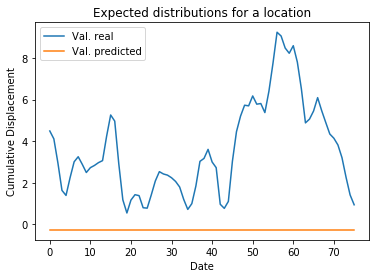 Expected distributions for a location
Val. real
Val. predicted
Cumulative Displacement
8
6
4
2
0
0 10 20 30 40 50 60 70
Date